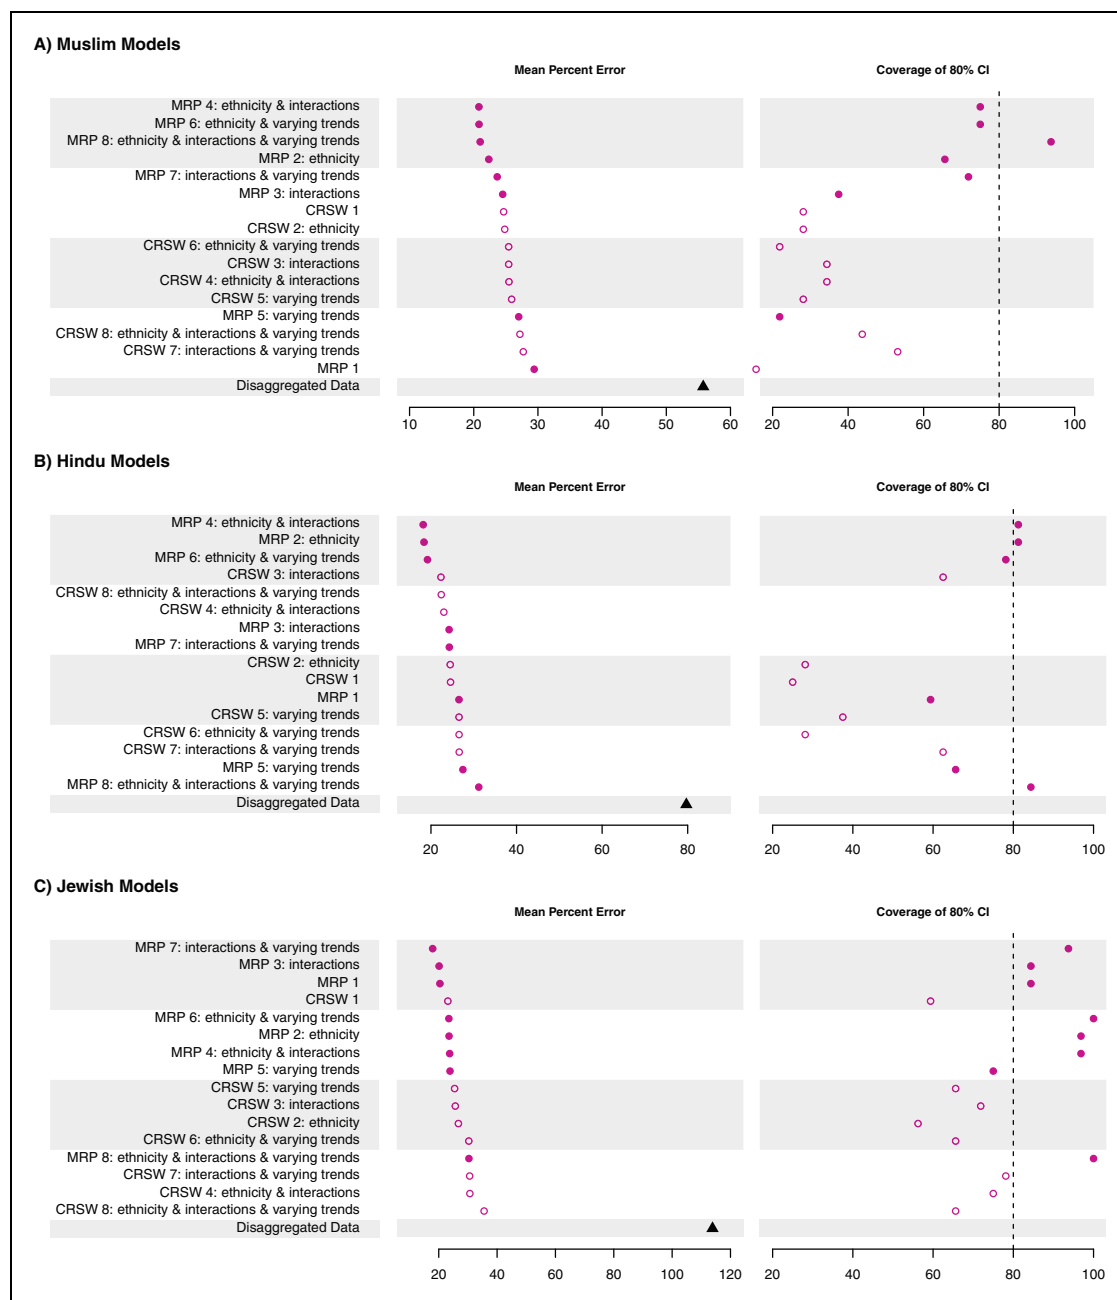 A) Muslim Models
Mean Percent Error
Coverage of 80% CI
MRP 4: ethnicity & interactions
MRP 6: ethnicity & varying trends
MRP 8: ethnicity & interactions & varying trends
MRP 2: ethnicity
MRP 7: interactions & varying trends
MRP 3: interactions
CRSW 1
CRSW 2: ethnicity
CRSW 6: ethnicity & varying trends
CRSW 3: interactions
CRSW 4: ethnicity & interactions
CRSW 5: varying trends
MRP 5: varying trends
CRSW 8: ethnicity & interactions & varying trends
CRSW 7: interactions & varying trends
MRP 1
Disaggregated Data
10 20 30 40 50 60
20 40 60 80 100
B) Hindu Models
Mean Percent Error
Coverage of 80% CI
MRP 4: ethnicity & interactions
MRP 2: ethnicity
MRP 6: ethnicity & varying trends
CRSW 3: interactions
CRSW 8: ethnicity & interactions & varying trends
CRSW 4: ethnicity & interactions
MRP 3: interactions
MRP 7: interactions & varying trends
CRSW 2: ethnicity
CRSW 1
MRP 1
CRSW 5: varying trends
CRSW 6: ethnicity & varying trends
CRSW 7: interactions & varying trends
MRP 5: varying trends
MRP 8: ethnicity & interactions & varying trends
Disaggregated Data
20 40 60 80
20 40 60 80 100
C) Jewish Models
Mean Percent Error
Coverage of 80% CI
MRP 7: interactions & varying trends
MRP 3: interactions
MRP 1
CRSW 1
MRP 6: ethnicity & varying trends
MRP 2: ethnicity
MRP 4: ethnicity & interactions
MRP 5: varying trends
CRSW 5: varying trends
CRSW 3: interactions
CRSW 2: ethnicity
CRSW 6: ethnicity & varying trends
MRP 8: ethnicity & interactions & varying trends
CRSW 7: interactions & varying trends
CRSW 4: ethnicity & interactions
CRSW 8: ethnicity & interactions & varying trends
Disaggregated Data
20 40 60 80 100 120
20 40 60 80 100